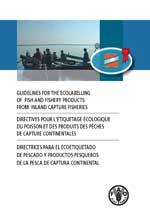 GUIDELINES FOR THE ECOLABELLING
OF FISH AND FISHERY PRODUCTS
FROM INLAND CAPTURE FISHERIES
DIRECTIVES POUR L'ÉTIQUETAGE ÉCOLOGIQUE
DU POISSON ET DES PRODUITS DES PÊCHES
DE CAPTURE CONTINENTALES
DIRECTRICES PARA EL ECOETIQUETADO
DE PESCADO Y PRODUCTOS PESQUEROS
DE LA PESCA DE CAPTURA CONTINENTAL